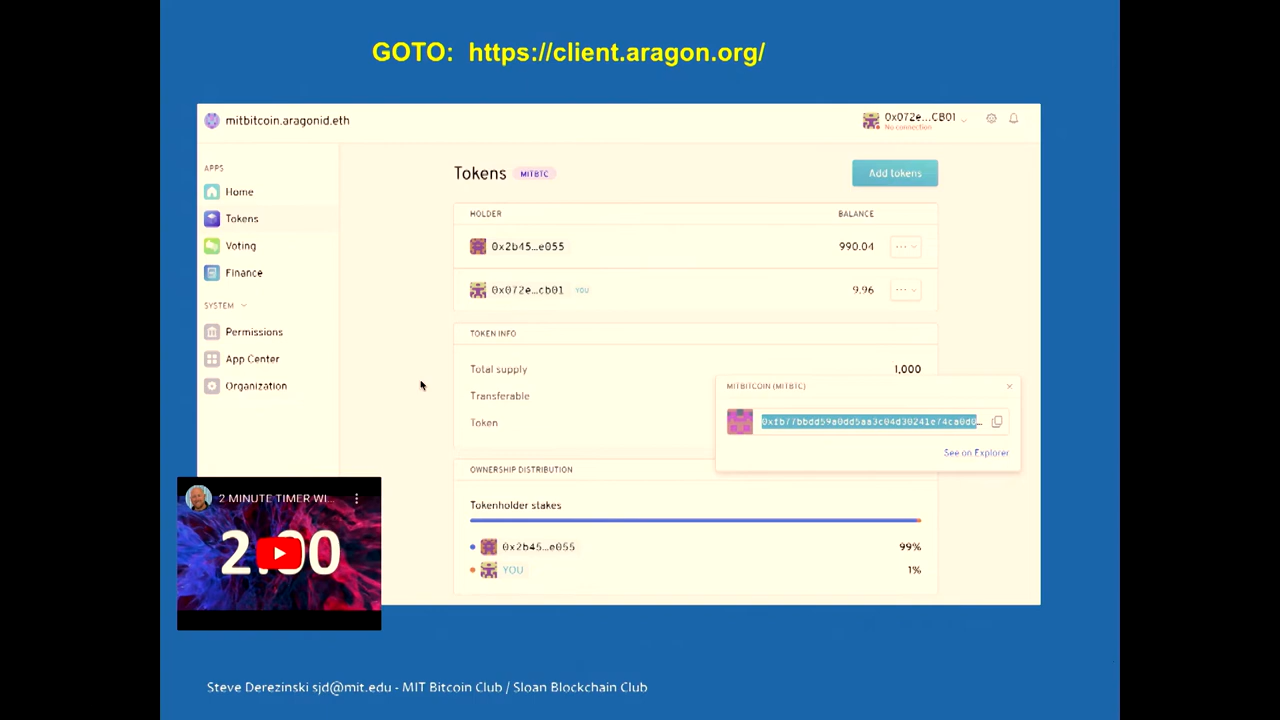 GOTO: https://client.aragon.org/
mitbitcoin.aragonid.eth
0x072e…CB01
No connection
APPS
Home
Tokens
Voting
Finance
SYSTEM
Permissions
App Center
Organization
Tokens MITBTC
Add tokens
HOLDER BALANCE
0x2b45…e055 990.04
0x072e…cb01 YOU 9.96
TOKEN INFO
Total supply 1,000
Transferable
Token
MITBITCOIN (MITBTC)
0xfb77bbdd59a0dd5aa3c04d30241e74ca0d0…
See on Explorer
OWNERSHIP DISTRIBUTION
Tokenholder stakes
0x2b45…e055 99%
YOU 1%
2 MINUTE TIMER WI...
2:00
Steve Derezinski sjd@mit.edu - MIT Bitcoin Club / Sloan Blockchain Club